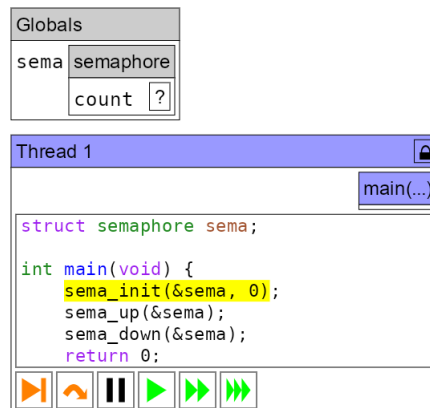 Globals
sema semaphore
count ?
Thread 1
main(...)
struct semaphore sema;
int main(void) {
sema_init(&sema, 0);
sema_up(&sema);
sema_down(&sema);
return 0;